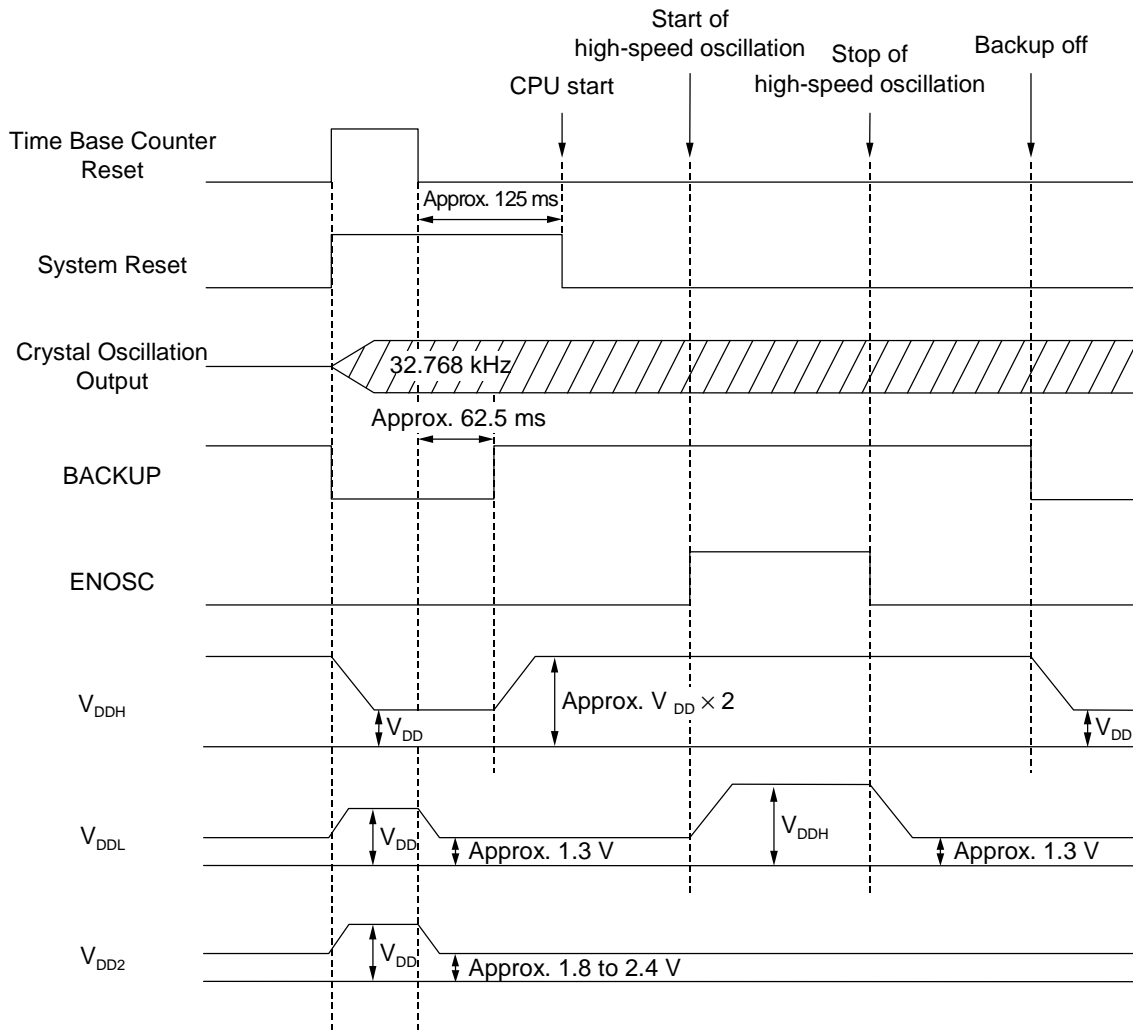 Start of
high-speed oscillation
Stop of
high-speed oscillation
Backup off
CPU start
Time Base Counter
Reset
Approx. 125 ms
System Reset
Crystal Oscillation
Output
32.768 kHz
Approx. 62.5 ms
BACKUP
ENOSC
VDDH
VDD
Approx. V DD × 2
VDD
VDDL
VDD
Approx. 1.3 V
VDDH
Approx. 1.3 V
VDD2
VDD
Approx. 1.8 to 2.4 V